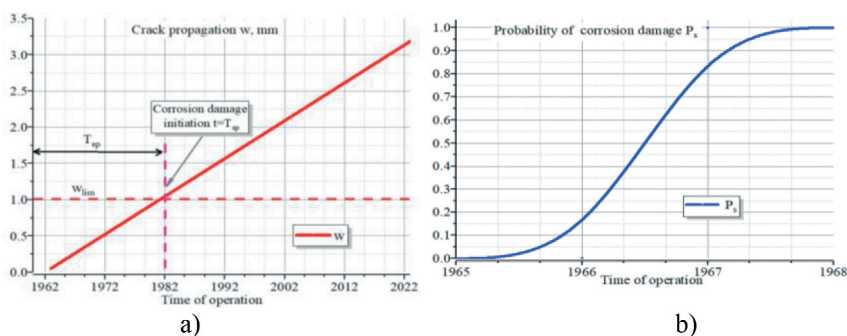 Crack propagation w, mm
3.5
3.0
2.5
2.0
1.5
1.0
0.5
0.0
Corrosion damage
initiation t=Tsp
Tsp
wlim
w
1962 1972 1982 1992 2002 2012 2022
Time of operation
a)
Probability of corrosion damage Ps
1.0
0.9
0.8
0.7
0.6
0.5
0.4
0.3
0.2
0.1
0.0
Ps
1965 1966 1967 1968
Time of operation
b)